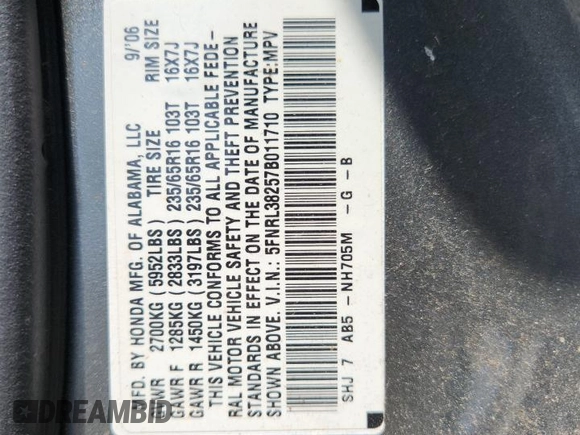 MFD. BY HONDA MFG. OF ALABAMA, LLC 9/'06
GVWR 2700KG (5952LBS) TIRE SIZE RIM SIZE
GAWR F 1285KG (2833LBS) 235/65R16 103T 16X7J
GAWR R 1450KG (3197LBS) 235/65R16 103T 16X7J
THIS VEHICLE CONFORMS TO ALL APPLICABLE FEDE-
RAL MOTOR VEHICLE SAFETY AND THEFT PREVENTION
STANDARDS IN EFFECT ON THE DATE OF MANUFACTURE
SHOWN ABOVE. V.I.N.: 5FNRL38257B011710 TYPE:MPV
SHJ 7 AB5 -NH705M -G -B
DREAMBID